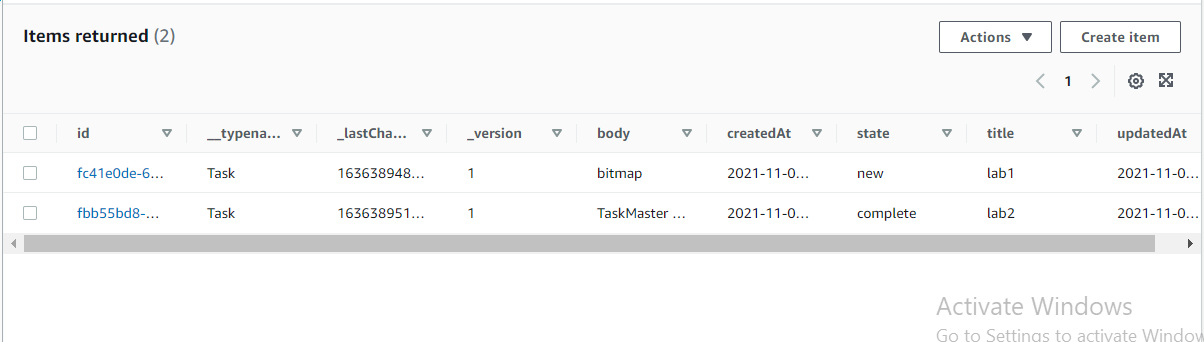 Items returned (2)
Actions
Create item
1
id __typena... _lastCha... _version body createdAt state title updatedAt
fc41e0de-6... Task 163638948... 1 bitmap 2021-11-0... new lab1 2021-11-0...
fbb55bd8-... Task 163638951... 1 TaskMaster ... 2021-11-0... complete lab2 2021-11-0...
Activate Windows
Go to Settings to activate Window